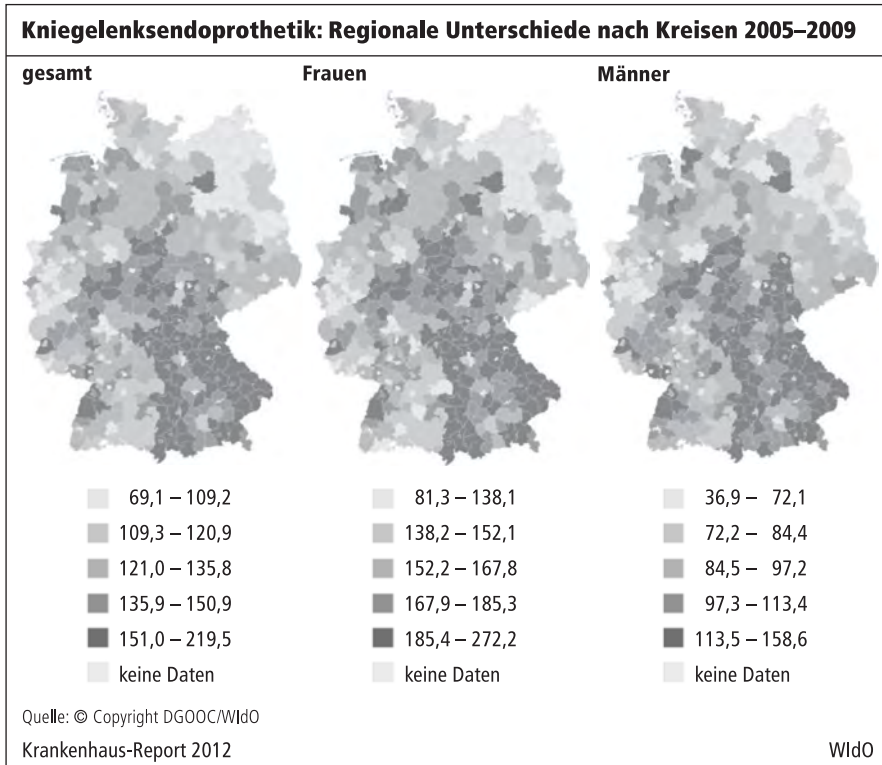 Kniegelenksendoprothetik: Regionale Unterschiede nach Kreisen 2005–2009
gesamt
Frauen
Männer
69,1 – 109,2
109,3 – 120,9
121,0 – 135,8
135,9 – 150,9
151,0 – 219,5
keine Daten
81,3 – 138,1
138,2 – 152,1
152,2 – 167,8
167,9 – 185,3
185,4 – 272,2
keine Daten
36,9 – 72,1
72,2 – 84,4
84,5 – 97,2
97,3 – 113,4
113,5 – 158,6
keine Daten
Quelle: © Copyright DGOOC/WIdO
Krankenhaus-Report 2012
WIdO